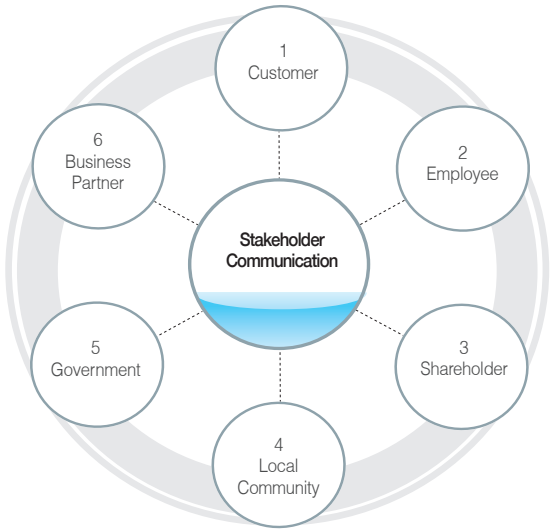 1
Customer
2
Employee
3
Shareholder
4
Local
Community
5
Government
6
Business
Partner
Stakeholder
Communication